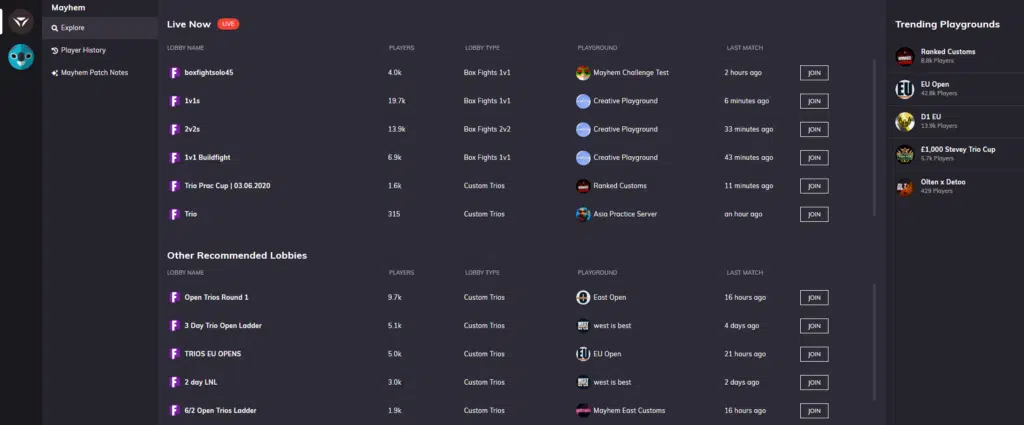 Mayhem
Explore
Player History
Mayhem Patch Notes
Live Now LIVE
LOBBY NAME PLAYERS LOBBY TYPE PLAYGROUND LAST MATCH
boxfightsolo45 4.0k Box Fights 1v1 Mayhem Challenge Test 2 hours ago JOIN
1v1s 19.7k Box Fights 1v1 Creative Playground 6 minutes ago JOIN
2v2s 13.9k Box Fights 2v2 Creative Playground 33 minutes ago JOIN
1v1 Buildfight 6.9k Box Fights 1v1 Creative Playground 43 minutes ago JOIN
Trio Prac Cup | 03.06.2020 1.6k Custom Trios Ranked Customs 11 minutes ago JOIN
Trio 315 Custom Trios Asia Practice Server an hour ago JOIN
Other Recommended Lobbies
LOBBY NAME PLAYERS LOBBY TYPE PLAYGROUND LAST MATCH
Open Trios Round 1 9.7k Custom Trios East Open 16 hours ago JOIN
3 Day Trio Open Ladder 5.1k Custom Trios west is best 4 days ago JOIN
TRIOS EU OPENS 5.0k Custom Trios EU Open 21 hours ago JOIN
2 day LNL 3.0k Custom Trios west is best 2 days ago JOIN
6/2 Open Trios Ladder 1.9k Custom Trios Mayhem East Customs 16 hours ago JOIN
Trending Playgrounds
Ranked Customs
8.8k Players
EU Open
42.8k Players
D1 EU
13.9k Players
£1,000 Stevey Trio Cup
5.7k Players
Olten x Detoo
429 Players